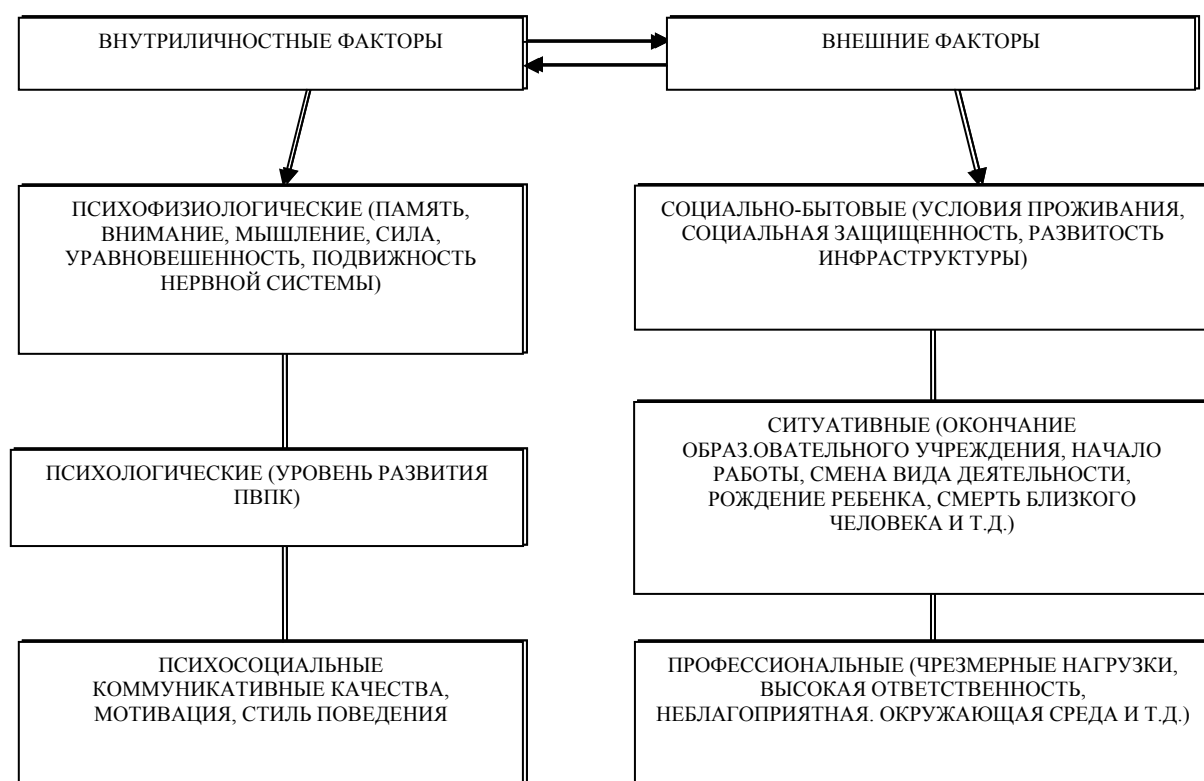 ВНУТРИЛИЧНОСТНЫЕ ФАКТОРЫ
ВНЕШНИЕ ФАКТОРЫ
ПСИХОФИЗИОЛОГИЧЕСКИЕ (ПАМЯТЬ,
ВНИМАНИЕ, МЫШЛЕНИЕ, СИЛА,
УРАВНОВЕШЕННОСТЬ, ПОДВИЖНОСТЬ
НЕРВНОЙ СИСТЕМЫ)
СОЦИАЛЬНО-БЫТОВЫЕ (УСЛОВИЯ ПРОЖИВАНИЯ,
СОЦИАЛЬНАЯ ЗАЩИЩЕННОСТЬ, РАЗВИТОСТЬ
ИНФРАСТРУКТУРЫ)
ПСИХОЛОГИЧЕСКИЕ (УРОВЕНЬ РАЗВИТИЯ
ПВПК)
СИТУАТИВНЫЕ (ОКОНЧАНИЕ
ОБРАЗ.ОВАТЕЛЬНОГО УЧРЕЖДЕНИЯ, НАЧАЛО
РАБОТЫ, СМЕНА ВИДА ДЕЯТЕЛЬНОСТИ,
РОЖДЕНИЕ РЕБЕНКА, СМЕРТЬ БЛИЗКОГО
ЧЕЛОВЕКА И Т.Д.)
ПСИХОСОЦИАЛЬНЫЕ
КОММУНИКАТИВНЫЕ КАЧЕСТВА,
МОТИВАЦИЯ, СТИЛЬ ПОВЕДЕНИЯ
ПРОФЕССИОНАЛЬНЫЕ (ЧРЕЗМЕРНЫЕ НАГРУЗКИ,
ВЫСОКАЯ ОТВЕТСТВЕННОСТЬ,
НЕБЛАГОПРИЯТНАЯ. ОКРУЖАЮЩАЯ СРЕДА И Т.Д.)